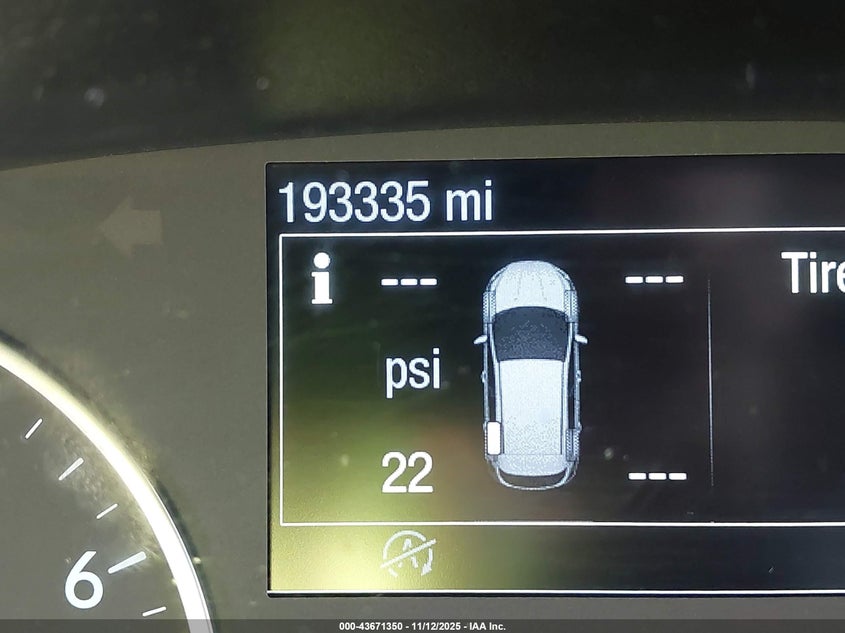 193335 mi
i --- --- Tire
psi
22 ---
A
6
000-43671350 - 11/12/2025 - IAA Inc.